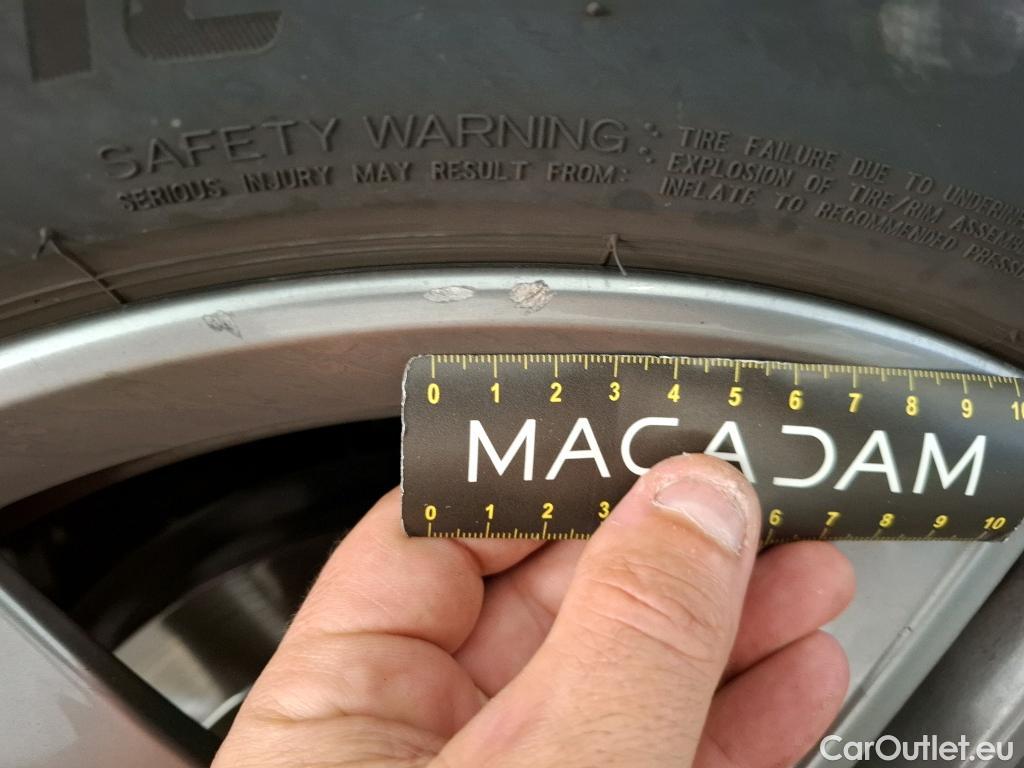 SAFETY WARNING:
SERIOUS INJURY MAY RESULT FROM:
TIRE FAILURE DUE TO
EXPLOSION OF TIRE/RIM
INFLATE TO RECOMMENDED
0 1 2 3 4 5 6 7 8 9 10
MACADAM
0 1 2 3 6 7 8 9 10
CarOutlet.eu